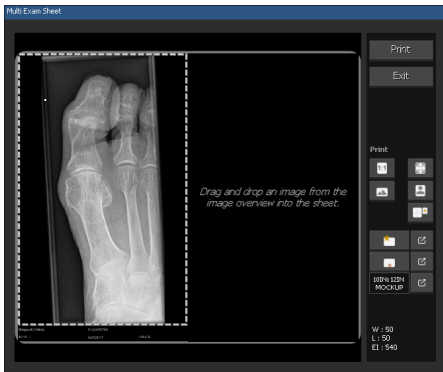 Multi Exam Sheet
Print
Exit
Drag and drop an image from the
image overview into the sheet.
Print
1:1
10IN x 12IN
MOCKUP
W : 50
L : 50
EI : 540